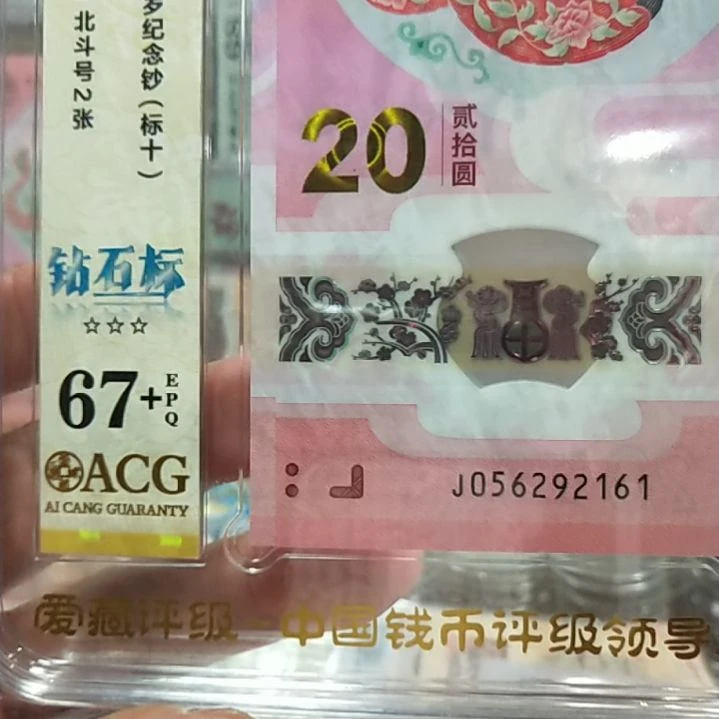 岁纪念钞(标十)
北斗号2张
钻石标
☆☆☆
67+EPQ
ACG
AI CANG GUARANTY
20
贰拾圆
J056292161
爱藏评级-中国钱币评级领导